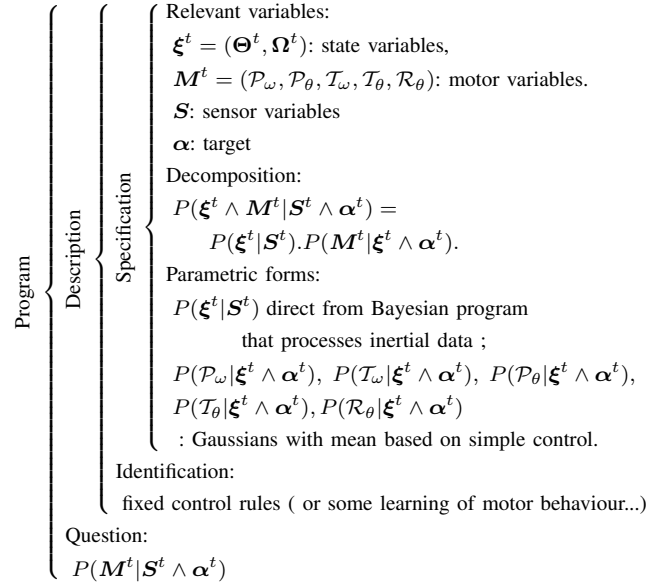 Program
Description
Specification
Relevant variables:
ξ^t = (Θ^t, Ω^t): state variables,
M^t = (P_ω, P_θ, T_ω, T_θ, R_θ): motor variables.
S: sensor variables
α: target
Decomposition:
P(ξ^t ∧ M^t|S^t ∧ α^t) =
P(ξ^t|S^t).P(M^t|ξ^t ∧ α^t).
Parametric forms:
P(ξ^t|S^t) direct from Bayesian program
that processes inertial data ;
P(P_ω|ξ^t ∧ α^t), P(T_ω|ξ^t ∧ α^t), P(P_θ|ξ^t ∧ α^t),
P(T_θ|ξ^t ∧ α^t), P(R_θ|ξ^t ∧ α^t)
: Gaussians with mean based on simple control.
Identification:
fixed control rules ( or some learning of motor behaviour...)
Question:
P(M^t|S^t ∧ α^t)